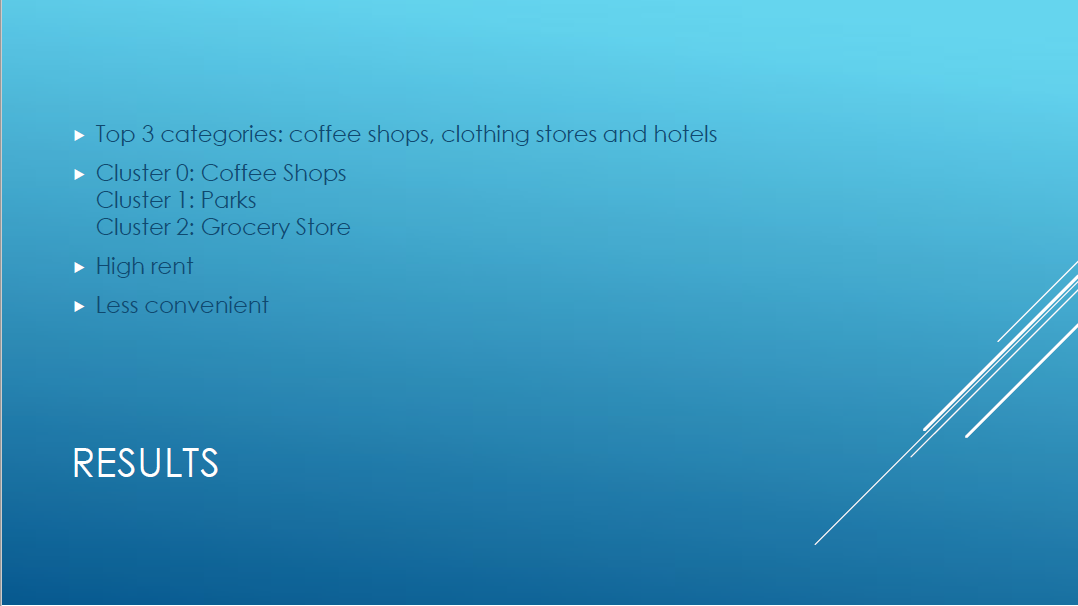 Top 3 categories: coffee shops, clothing stores and hotels
Cluster 0: Coffee Shops
Cluster 1: Parks
Cluster 2: Grocery Store
High rent
Less convenient
RESULTS